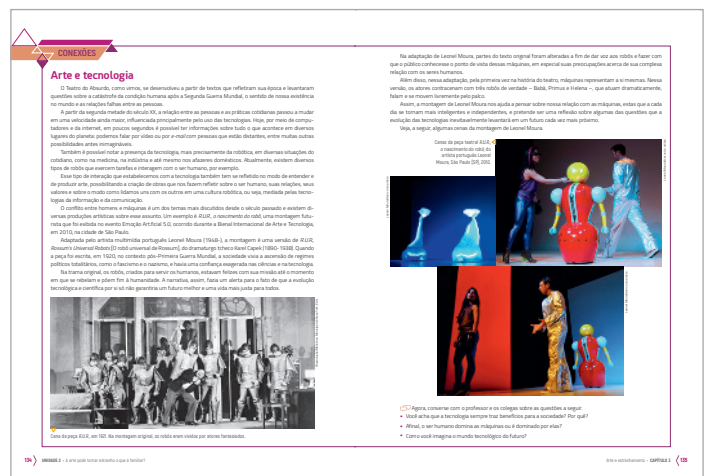 CONEXÕES
Arte e tecnologia
O Teatro do Absurdo, como vimos, se desenvolveu a partir de textos que refletiram sua época e levantaram
questões sobre a catástrofe da condição humana após a Segunda Guerra Mundial, o sentido de nossa existência
no mundo e as relações falhas entre as pessoas.
A partir da segunda metade do século XX, a relação entre as pessoas e as práticas cotidianas passou a mudar
em uma velocidade ainda maior, influenciada principalmente pelo uso das tecnologias. Hoje, por meio de compu-
tadores e da internet, em poucos segundos é possível ter informações sobre tudo o que acontece em diversos
lugares do planeta; podemos falar por vídeo ou por e-mail com pessoas que estão distantes, entre muitas outras
possibilidades antes inimagináveis.
Também é possível notar a presença da tecnologia, mais precisamente da robótica, em diversas situações do
cotidiano, como na medicina, na indústria e até mesmo nos afazeres domésticos. Atualmente, existem diversos
tipos de robôs que exercem tarefas e interagem com o ser humano, por exemplo.
Esse tipo de interação que estabelecemos com a tecnologia também tem se refletido no modo de entender e
de produzir arte, possibilitando a criação de obras que nos fazem refletir sobre o ser humano, suas relações, seus
valores e sobre o modo como lidamos uns com os outros em uma cultura robótica, ou seja, mediada pelas tecno-
logias da informação e da comunicação.
O conflito entre homens e máquinas é um dos temas mais discutidos desde o século passado e existem di-
versas produções artísticas sobre esse assunto. Um exemplo é R.U.R., o nascimento do robô, uma montagem futu-
rista que foi exibida no evento Emoção Artificial 5.0, ocorrido durante a Bienal Internacional de Arte e Tecnologia,
em 2010, na cidade de São Paulo.
Adaptada pelo artista multimídia português Leonel Moura (1948-), a montagem é uma versão de R.U.R.,
Rossum's Universal Robots [O robô universal de Rossum], do dramaturgo tcheco Karel Capek (1890-1938). Quando
a peça foi escrita, em 1920, no contexto pós-Primeira Guerra Mundial, a sociedade vivia a ascensão de regimes
políticos totalitários, como o fascismo e o nazismo, e havia uma confiança exagerada nas ciências e na tecnologia.
Na trama original, os robôs, criados para servir os humanos, estavam felizes com sua missão até o momento
em que se rebelam e põem fim à humanidade. A narrativa, assim, fazia um alerta para o fato de que a evolução
tecnológica e científica por si só não garantiria um futuro melhor e uma vida mais justa para todos.
Cena da peça R.U.R., em 1921. Na montagem original, os robôs eram vividos por atores fantasiados.
134 UNIDADE 2 – A arte pode tornar estranho o que é familiar?
Na adaptação de Leonel Moura, partes do texto original foram alteradas a fim de dar voz aos robôs e fazer com
que o público conhecesse o ponto de vista dessas máquinas, em especial suas preocupações acerca de sua complexa
relação com os seres humanos.
Além disso, nessa adaptação, pela primeira vez na história do teatro, máquinas representam a si mesmas. Nessa
versão, os atores contracenam com três robôs de verdade – Babá, Primus e Helena –, que atuam dramaticamente,
falam e se movem livremente pelo palco.
Assim, a montagem de Leonel Moura nos ajuda a pensar sobre nossa relação com as máquinas, estas que a cada
dia se tornam mais inteligentes e independentes, e pretende ser uma reflexão sobre algumas das questões que a
evolução das tecnologias inevitavelmente levantará em um futuro cada vez mais próximo.
Veja, a seguir, algumas cenas da montagem de Leonel Moura.
Cenas da peça teatral R.U.R.,
o nascimento do robô, do
artista português Leonel
Moura, São Paulo (SP), 2010.
Agora, converse com o professor e os colegas sobre as questões a seguir.
• Você acha que a tecnologia sempre traz benefícios para a sociedade? Por quê?
• Afinal, o ser humano domina as máquinas ou é dominado por elas?
• Como você imagina o mundo tecnológico do futuro?
Arte e estranhamento – CAPÍTULO 3 135